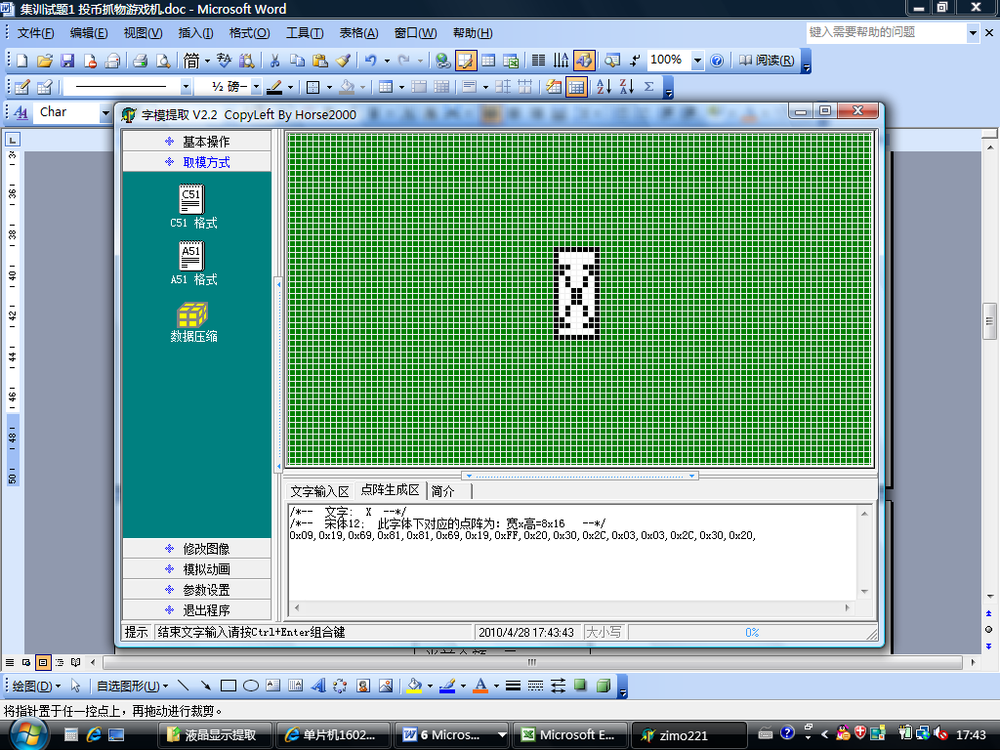 集训试题1 投币抓物游戏机.doc - Microsoft Word
文件(F) 编辑(E) 视图(V) 插入(I) 格式(O) 工具(T) 表格(A) 窗口(W) 帮助(H) 键入需要帮助的问题
100% 阅读(R)
½ 磅
Char
字模提取 V2.2 CopyLeft By Horse2000
基本操作
取模方式
C51
C51 格式
A51
A51 格式
数据压缩
修改图像
模拟动画
参数设置
退出程序
文字输入区 点阵生成区 简介
/*-- 文字: X --*/
/*-- 宋体12; 此字体下对应的点阵为：宽x高=8x16 --*/
0x09,0x19,0x69,0x81,0x81,0x69,0x19,0xFF,0x20,0x30,0x2C,0x03,0x03,0x2C,0x30,0x20,
提示 结束文字输入请按Ctrl+Enter组合键 2010/4/28 17:43:43 大小写 0%
36
38
40
42
44
46
48
50
绘图(D) 自选图形(U)
将指针置于任一控点上，再拖动进行裁剪。
液晶显示提取 单片机1602... 6 Micros... Microsoft E... zimo221 17:43